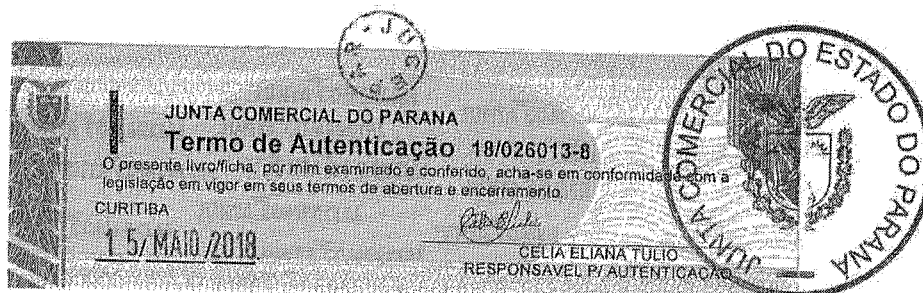 JUCEPAR
JUNTA COMERCIAL DO ESTADO DO PARANÁ
JUNTA COMERCIAL DO PARANA
Termo de Autenticação 18/026013-8
O presente livro/ficha, por mim examinado e conferido, acha-se em conformidade com a
legislação em vigor em seus termos de abertura e encerramento.
CURITIBA
15/ MAIO /2018
CELIA ELIANA TULIO
RESPONSAVEL P/ AUTENTICAÇÃO